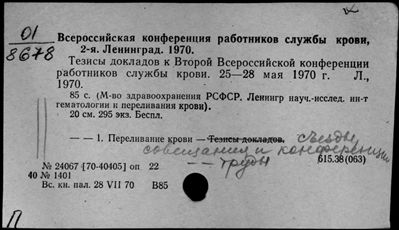 01
8678
Всероссийская конференция работников службы крови,
2-я. Ленинград. 1970.
Тезисы докладов к Второй Всероссийской конференции
работников службы крови. 25—28 мая 1970 г. Л.,
1970.
85 с. (М-во здравоохранения РСФСР. Ленингр науч.-исслед. ин-т
гематологии и переливания крови).
20 см. 295 экз. Беспл.
— — 1. Переливание крови — Тезисы докладов. съезды,
совещания и конференции
— — труды
615.38(063)
№ 24067 [70-40405] оп 22
40 № 1401
Вс. кн. пал. 28 VII 70 В85
П